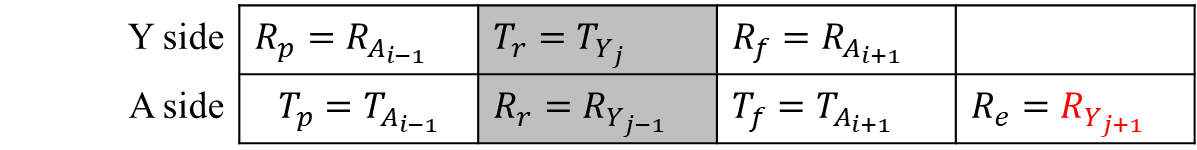 Y side R_p = R_{A_{i-1}} T_r = T_{Y_j} R_f = R_{A_{i+1}}
A side T_p = T_{A_{i-1}} R_r = R_{Y_{j-1}} T_f = T_{A_{i+1}} R_e = R_{Y_{j+1}}